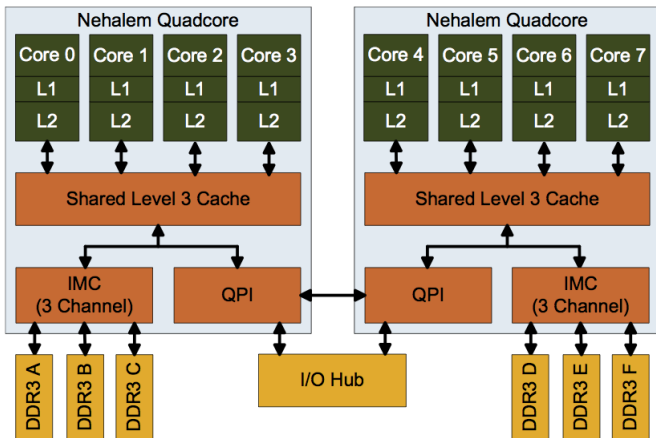 Nehalem Quadcore
Core 0 Core 1 Core 2 Core 3
L1 L1 L1 L1
L2 L2 L2 L2
Shared Level 3 Cache
IMC
(3 Channel)
QPI
DDR3 A
DDR3 B
DDR3 C
I/O Hub
Nehalem Quadcore
Core 4 Core 5 Core 6 Core 7
L1 L1 L1 L1
L2 L2 L2 L2
Shared Level 3 Cache
QPI
IMC
(3 Channel)
DDR3 D
DDR3 E
DDR3 F